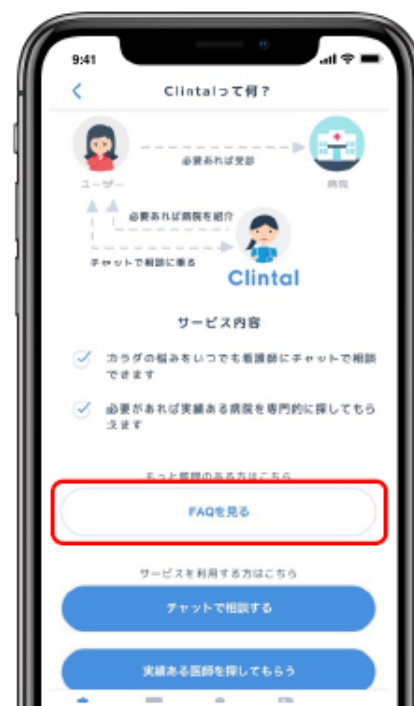 9:41
Clintalって何?
必要あれば受診
ユーザー
病院
必要あれば病院を紹介
チャットで相談に乗る
Clintal
サービス内容
カラダの悩みをいつでも看護師にチャットで相談
できます
必要があれば実績ある病院を専門的に探してもら
えます
もっと質問のある方はこちら
FAQを見る
サービスを利用する方はこちら
チャットで相談する
実績ある医師を探してもらう